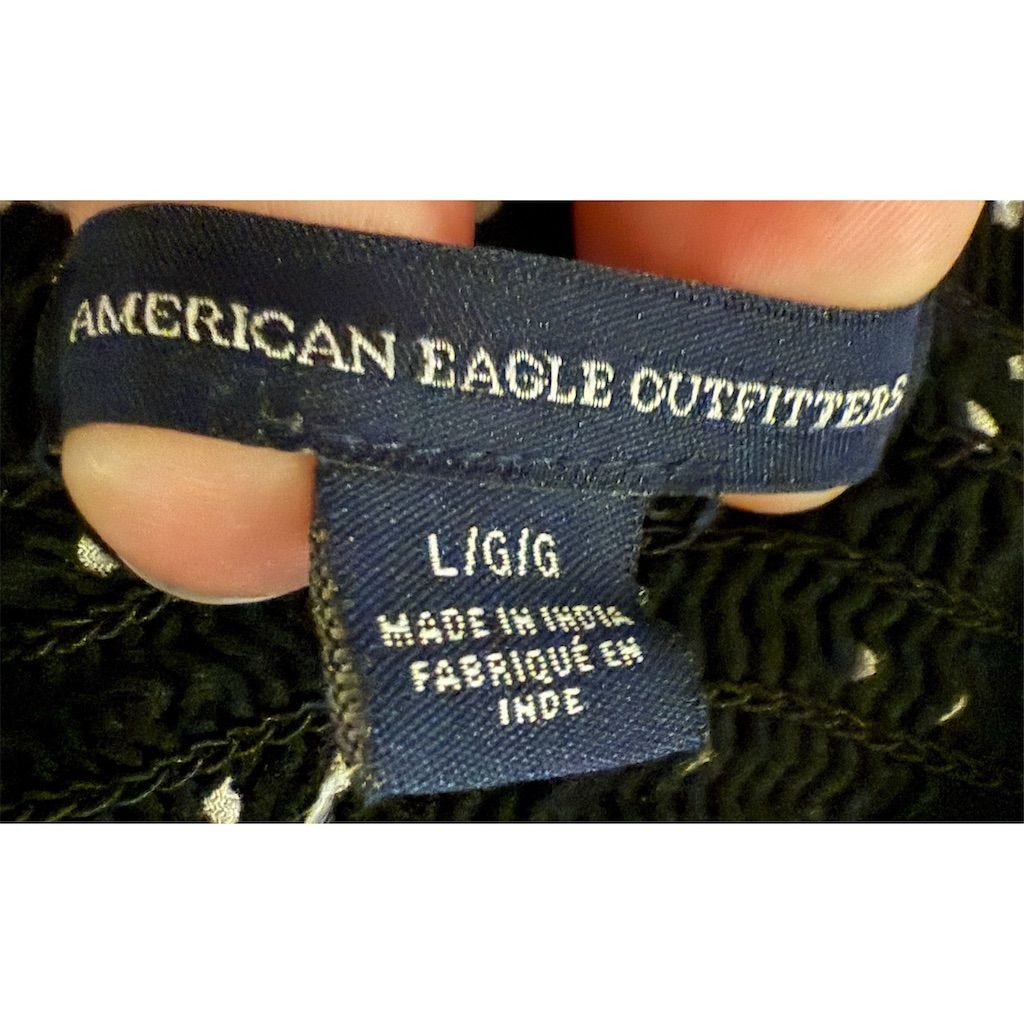 AMERICAN EAGLE OUTFITTERS
L/G/G
MADE IN INDIA
FABRIQUÉ EN
INDE